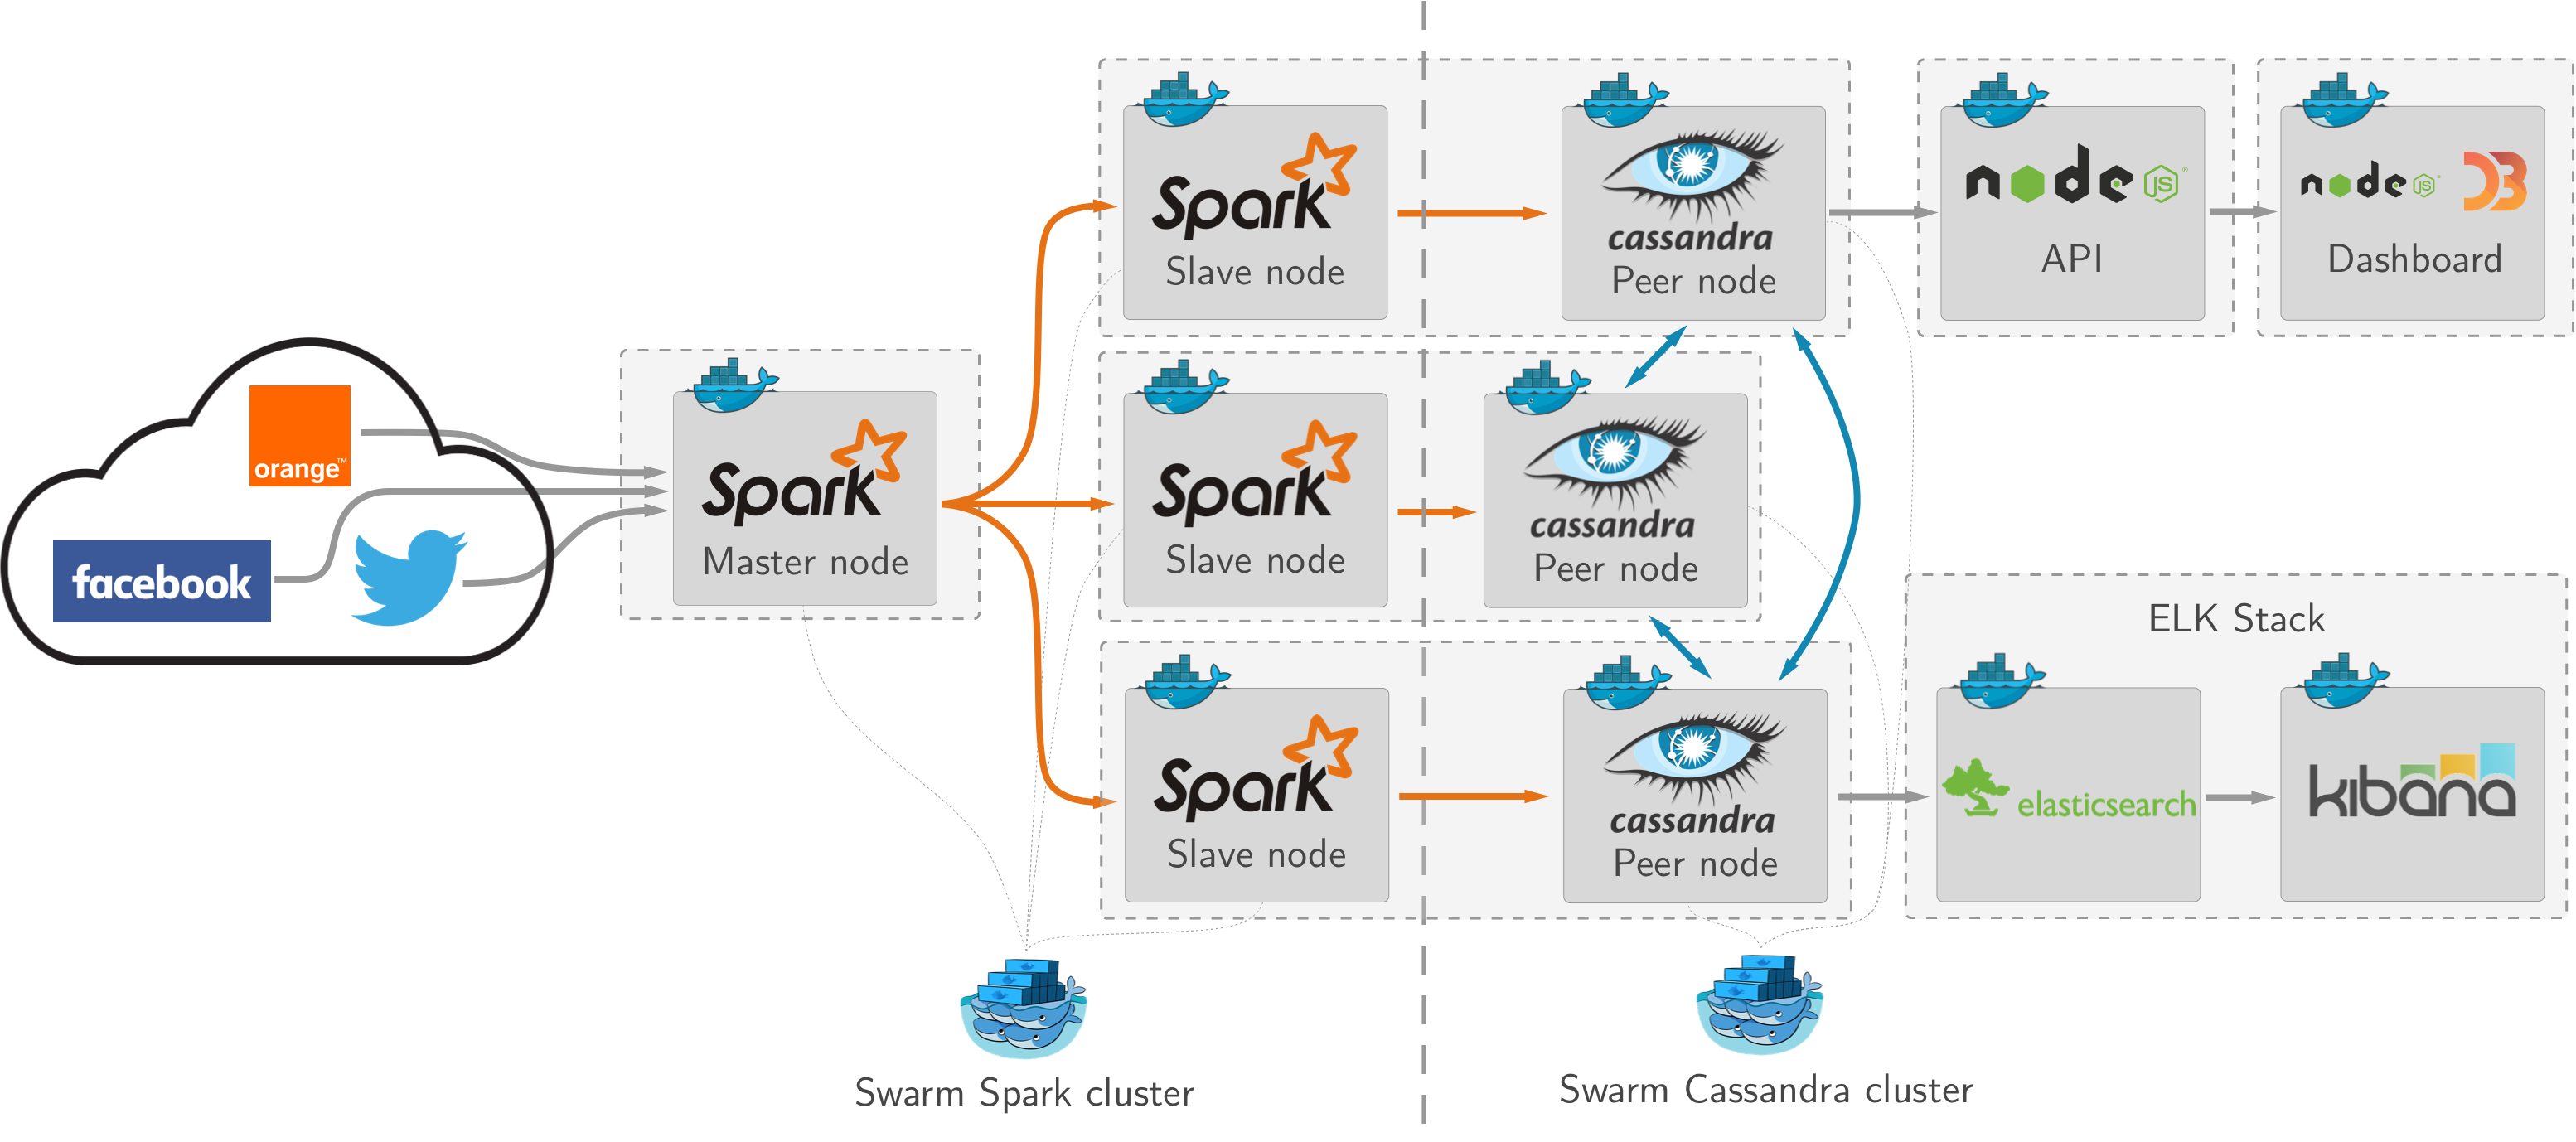 orange™
facebook
Spark
Master node
Spark
Slave node
cassandra
Peer node
node JS®
API
node JS® D3
Dashboard
Spark
Slave node
cassandra
Peer node
Spark
Slave node
cassandra
Peer node
ELK Stack
elasticsearch
kibana
Swarm Spark cluster
Swarm Cassandra cluster